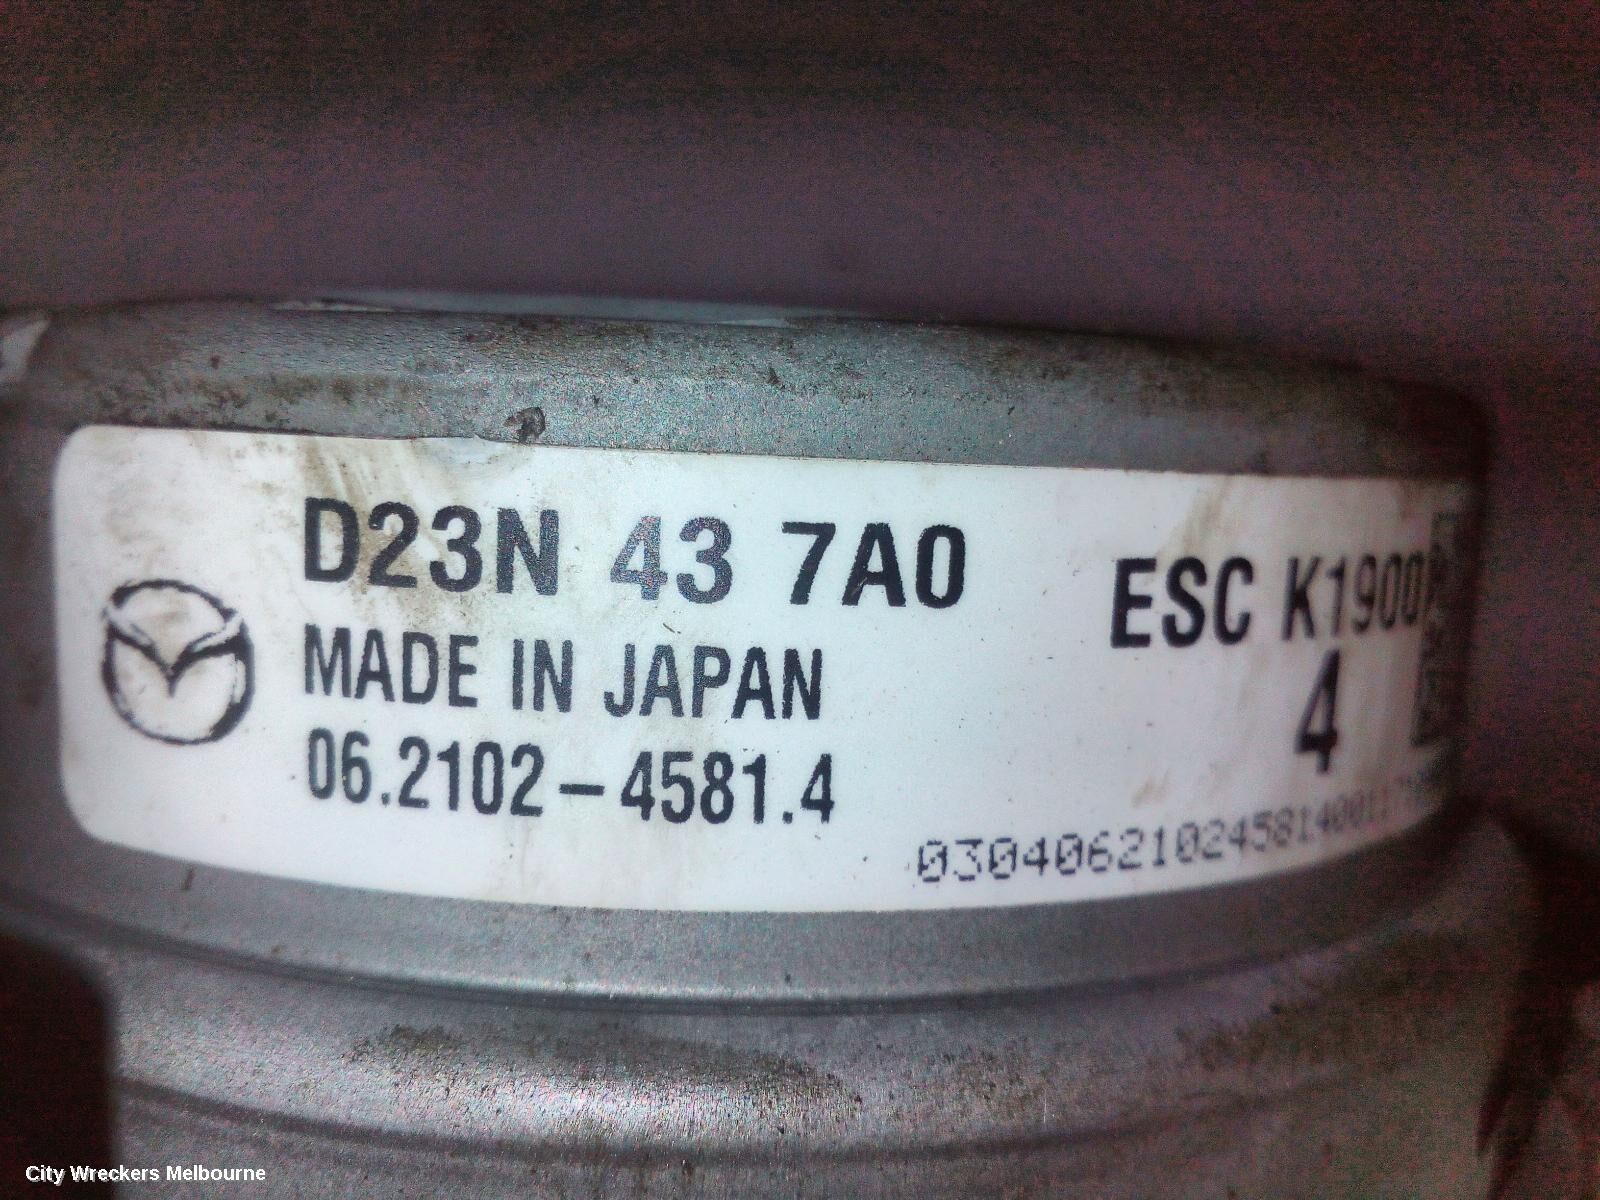 D23N 43 7A0
MADE IN JAPAN
06.2102-4581.4
ESC K1900
4
City Wreckers Melbourne